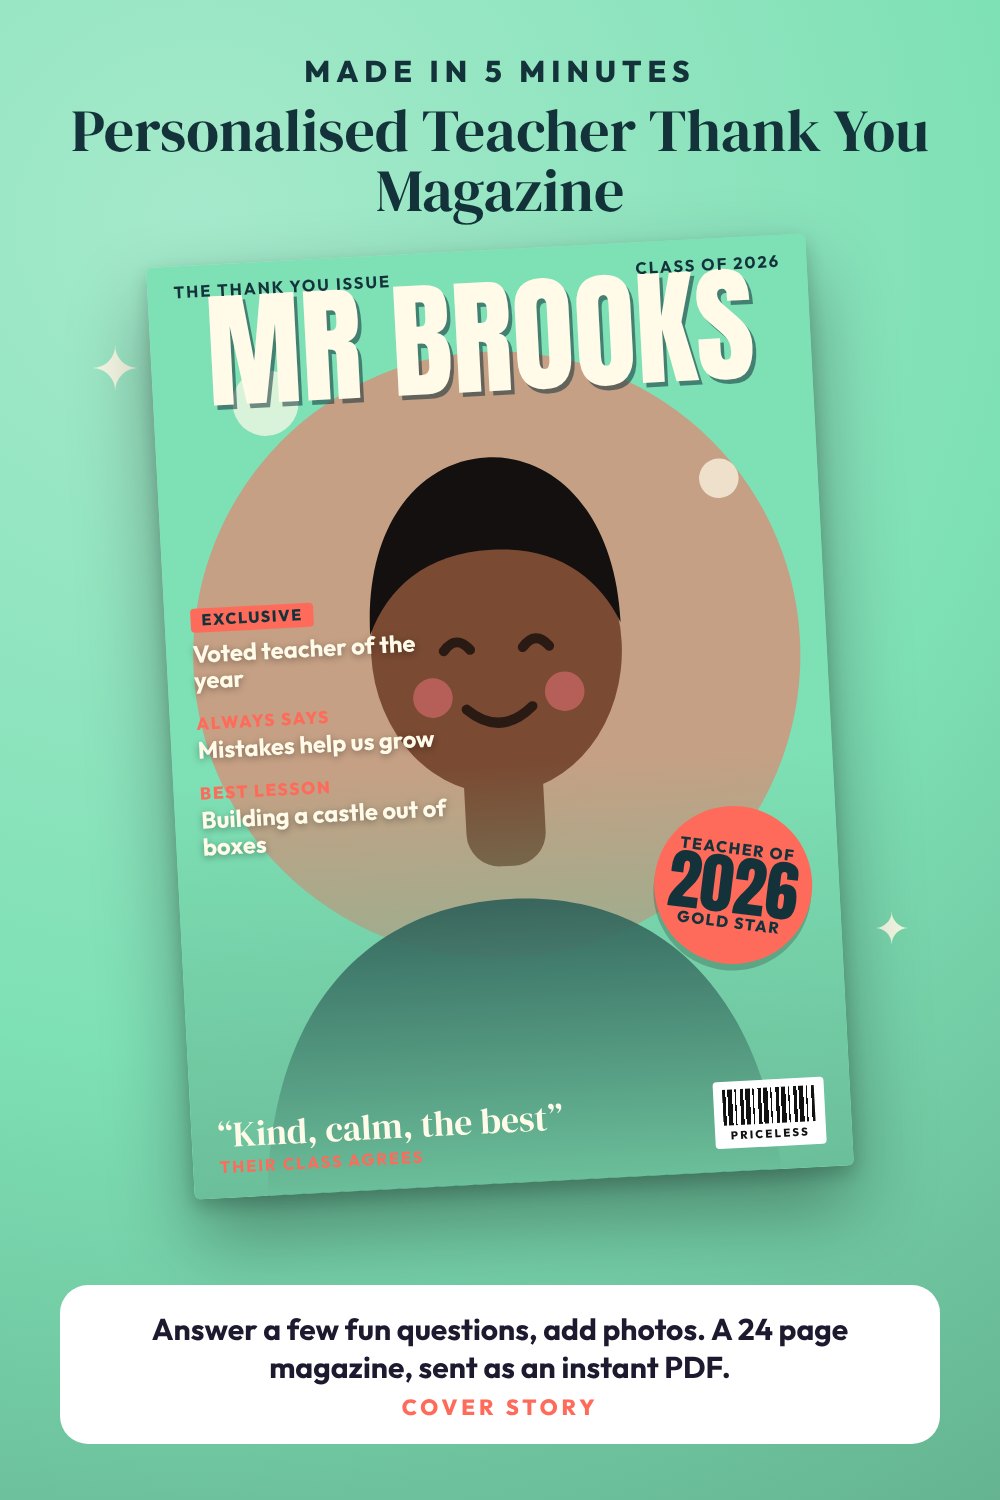 MADE IN 5 MINUTES
Personalised Teacher Thank You
Magazine
THE THANK YOU ISSUE
CLASS OF 2026
MR BROOKS
EXCLUSIVE
Voted teacher of the
year
ALWAYS SAYS
Mistakes help us grow
BEST LESSON
Building a castle out of
boxes
TEACHER OF
2026
GOLD STAR
“Kind, calm, the best”
THEIR CLASS AGREES
PRICELESS
Answer a few fun questions, add photos. A 24 page
magazine, sent as an instant PDF.
COVER STORY